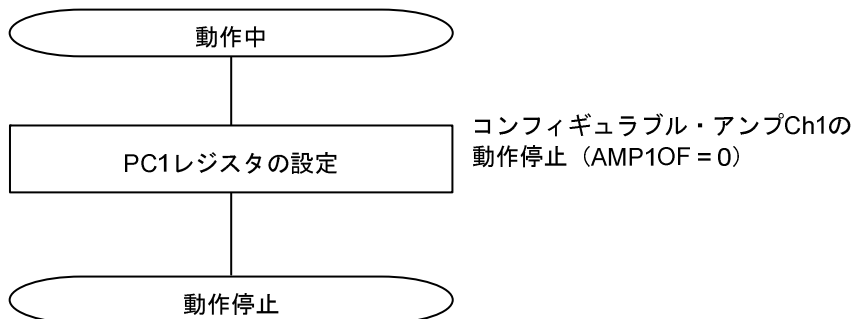 動作中
PC1レジスタの設定
コンフィギュラブル・アンプCh1の
動作停止（AMP1OF = 0）
動作停止